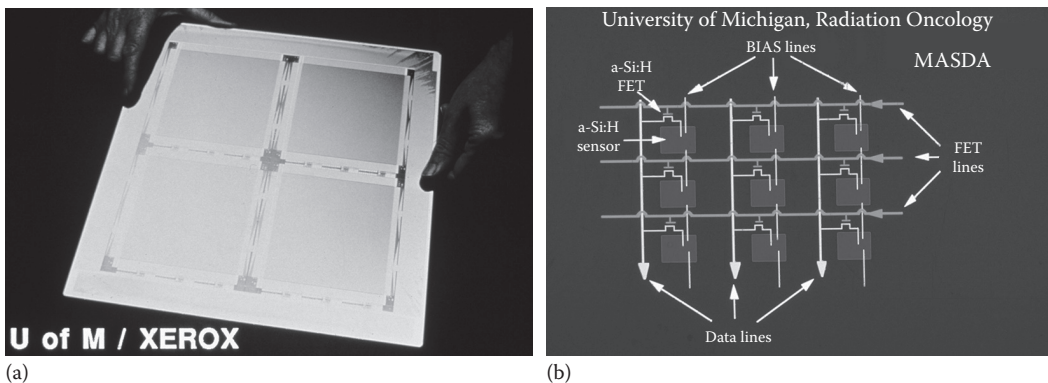 U of M / XEROX
(a)
University of Michigan, Radiation Oncology
BIAS lines
MASDA
a-Si:H
FET
a-Si:H
sensor
FET
lines
Data lines
(b)